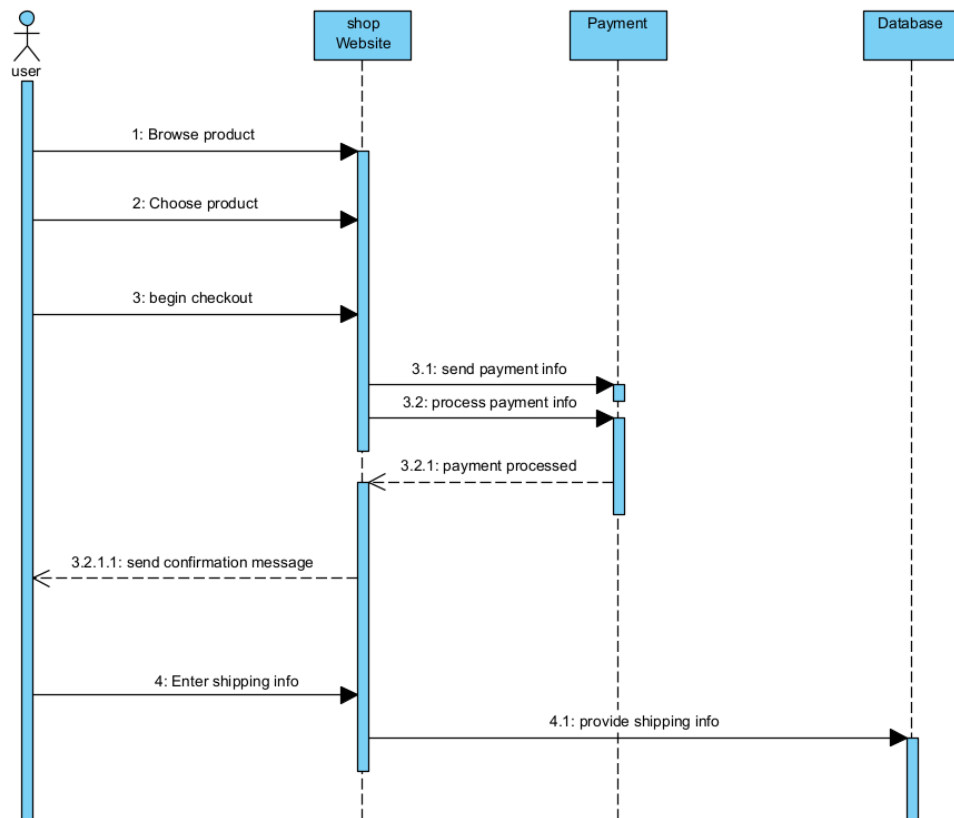 shop
Website
Payment
Database
user
1: Browse product
2: Choose product
3: begin checkout
3.1: send payment info
3.2: process payment info
3.2.1: payment processed
3.2.1.1: send confirmation message
4: Enter shipping info
4.1: provide shipping info